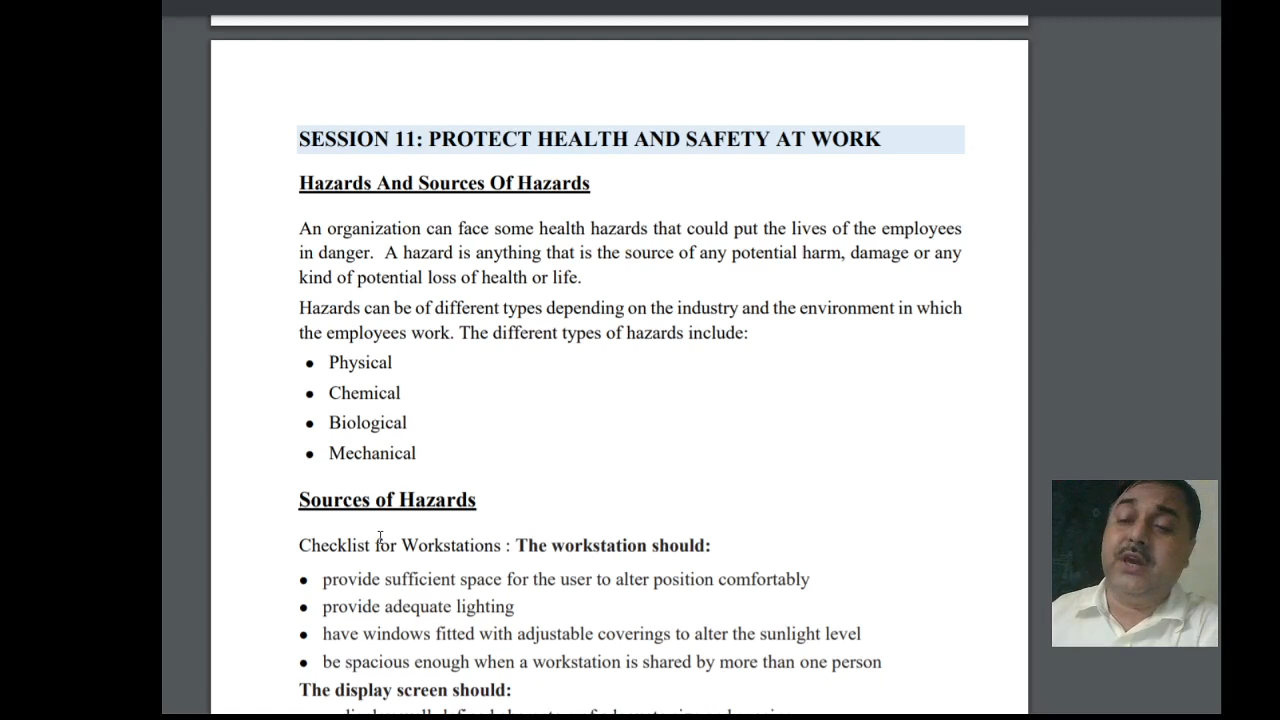 SESSION 11: PROTECT HEALTH AND SAFETY AT WORK
Hazards And Sources Of Hazards
An organization can face some health hazards that could put the lives of the employees
in danger. A hazard is anything that is the source of any potential harm, damage or any
kind of potential loss of health or life.
Hazards can be of different types depending on the industry and the environment in which
the employees work. The different types of hazards include:
● Physical
● Chemical
● Biological
● Mechanical
Sources of Hazards
Checklist for Workstations : The workstation should:
● provide sufficient space for the user to alter position comfortably
● provide adequate lighting
● have windows fitted with adjustable coverings to alter the sunlight level
● be spacious enough when a workstation is shared by more than one person
The display screen should: